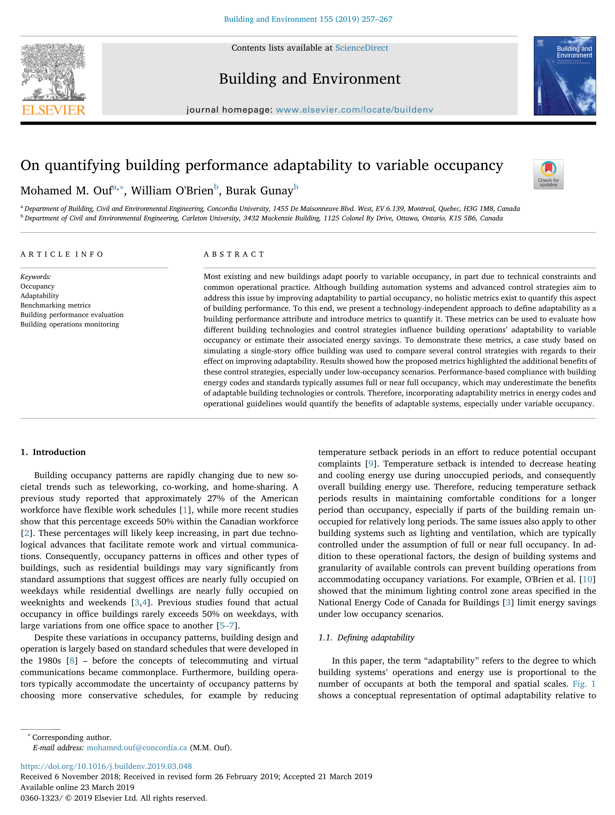 Building and Environment 155 (2019) 257–267
Contents lists available at ScienceDirect
Building and Environment
journal homepage: www.elsevier.com/locate/buildenv
ELSEVIER
Building and
Environment
On quantifying building performance adaptability to variable occupancy
Check for
updates
Mohamed M. Ouf^a,*, William O'Brien^b, Burak Gunay^b
^a Department of Building, Civil and Environmental Engineering, Concordia University, 1455 De Maisonneuve Blvd. West, EV 6.139, Montreal, Quebec, H3G 1M8, Canada
^b Department of Civil and Environmental Engineering, Carleton University, 3432 Mackenzie Building, 1125 Colonel By Drive, Ottawa, Ontario, K1S 5B6, Canada
ARTICLE INFO
Keywords:
Occupancy
Adaptability
Benchmarking metrics
Building performance evaluation
Building operations monitoring
ABSTRACT
Most existing and new buildings adapt poorly to variable occupancy, in part due to technical constraints and
common operational practice. Although building automation systems and advanced control strategies aim to
address this issue by improving adaptability to partial occupancy, no holistic metrics exist to quantify this aspect
of building performance. To this end, we present a technology-independent approach to define adaptability as a
building performance attribute and introduce metrics to quantify it. These metrics can be used to evaluate how
different building technologies and control strategies influence building operations' adaptability to variable
occupancy or estimate their associated energy savings. To demonstrate these metrics, a case study based on
simulating a single-story office building was used to compare several control strategies with regards to their
effect on improving adaptability. Results showed how the proposed metrics highlighted the additional benefits of
these control strategies, especially under low-occupancy scenarios. Performance-based compliance with building
energy codes and standards typically assumes full or near full occupancy, which may underestimate the benefits
of adaptable building technologies or controls. Therefore, incorporating adaptability metrics in energy codes and
operational guidelines would quantify the benefits of adaptable systems, especially under variable occupancy.
1. Introduction
Building occupancy patterns are rapidly changing due to new so-
cietal trends such as teleworking, co-working, and home-sharing. A
previous study reported that approximately 27% of the American
workforce have flexible work schedules [1], while more recent studies
show that this percentage exceeds 50% within the Canadian workforce
[2]. These percentages will likely keep increasing, in part due techno-
logical advances that facilitate remote work and virtual communica-
tions. Consequently, occupancy patterns in offices and other types of
buildings, such as residential buildings may vary significantly from
standard assumptions that suggest offices are nearly fully occupied on
weekdays while residential dwellings are nearly fully occupied on
weeknights and weekends [3,4]. Previous studies found that actual
occupancy in office buildings rarely exceeds 50% on weekdays, with
large variations from one office space to another [5–7].
Despite these variations in occupancy patterns, building design and
operation is largely based on standard schedules that were developed in
the 1980s [8] – before the concepts of telecommuting and virtual
communications became commonplace. Furthermore, building opera-
tors typically accommodate the uncertainty of occupancy patterns by
choosing more conservative schedules, for example by reducing
temperature setback periods in an effort to reduce potential occupant
complaints [9]. Temperature setback is intended to decrease heating
and cooling energy use during unoccupied periods, and consequently
overall building energy use. Therefore, reducing temperature setback
periods results in maintaining comfortable conditions for a longer
period than occupancy, especially if parts of the building remain un-
occupied for relatively long periods. The same issues also apply to other
building systems such as lighting and ventilation, which are typically
controlled under the assumption of full or near full occupancy. In ad-
dition to these operational factors, the design of building systems and
granularity of available controls can prevent building operations from
accommodating occupancy variations. For example, O'Brien et al. [10]
showed that the minimum lighting control zone areas specified in the
National Energy Code of Canada for Buildings [3] limit energy savings
under low occupancy scenarios.
1.1. Defining adaptability
In this paper, the term “adaptability” refers to the degree to which
building systems' operations and energy use is proportional to the
number of occupants at both the temporal and spatial scales. Fig. 1
shows a conceptual representation of optimal adaptability relative to
* Corresponding author.
E-mail address: mohamed.ouf@concordia.ca (M.M. Ouf).
https://doi.org/10.1016/j.buildenv.2019.03.048
Received 6 November 2018; Received in revised form 26 February 2019; Accepted 21 March 2019
Available online 23 March 2019
0360-1323/ © 2019 Elsevier Ltd. All rights reserved.